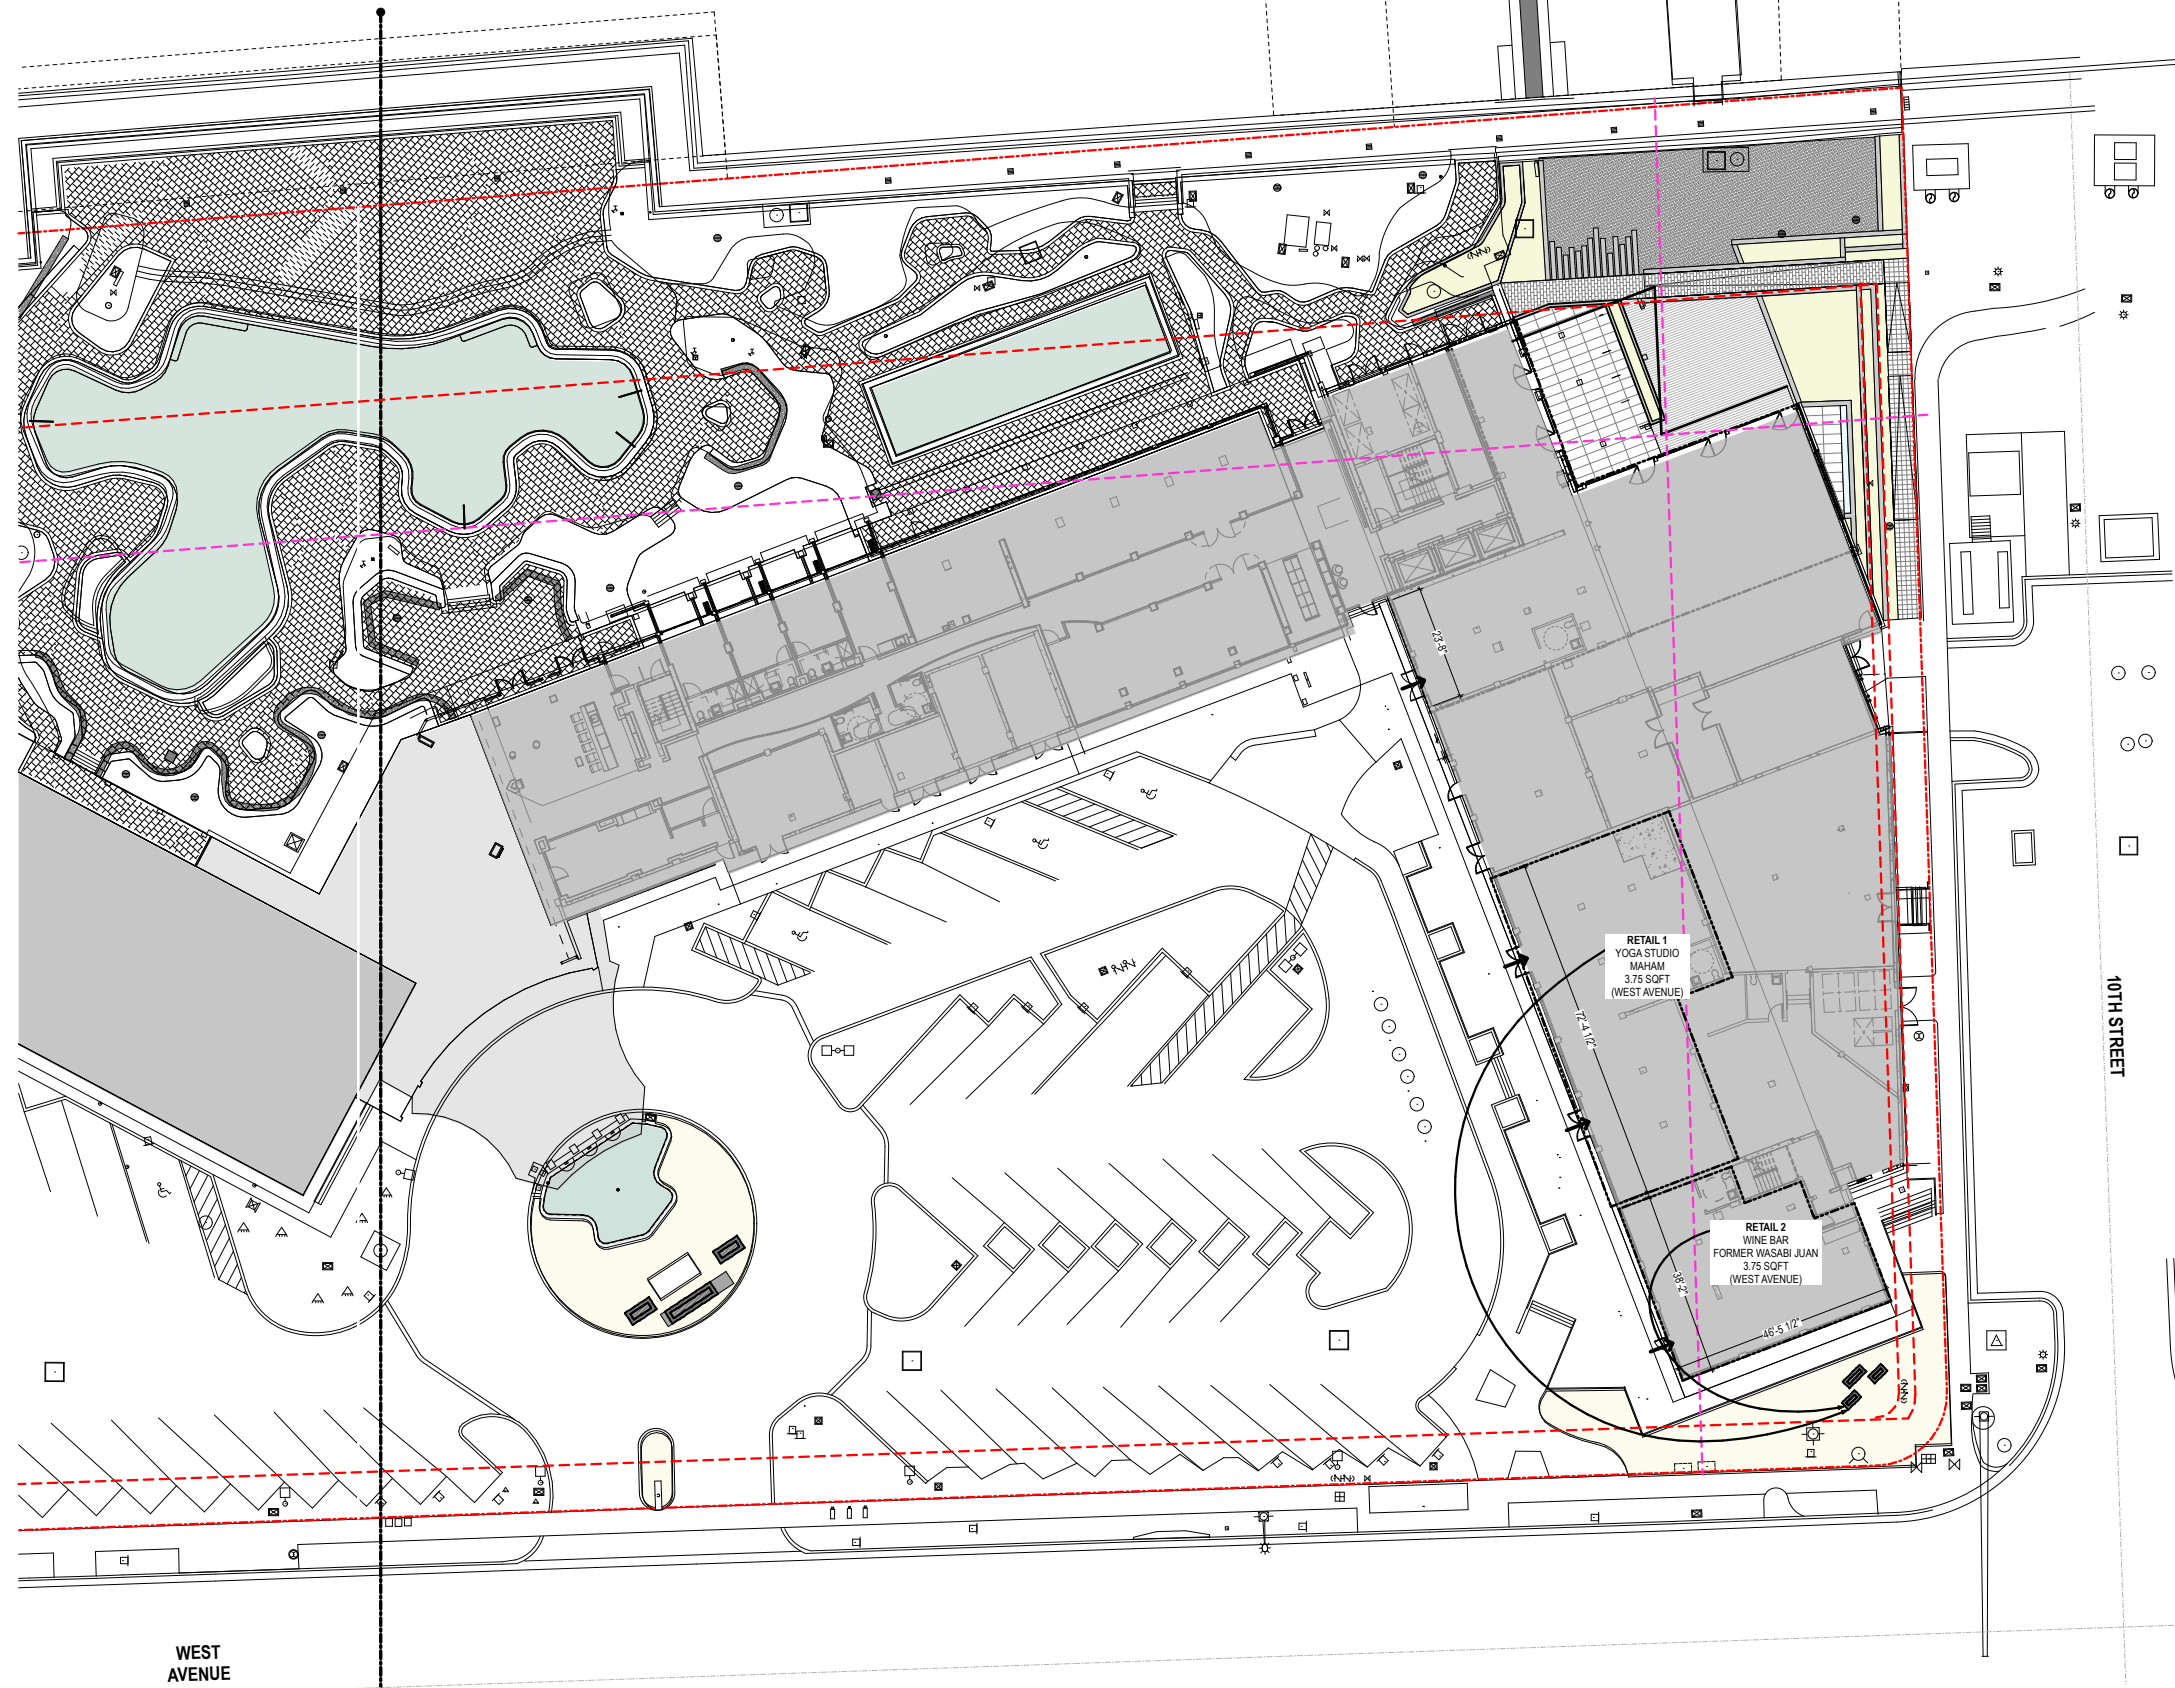 23'-8"
RETAIL 1
YOGA STUDIO
MAHAM
3.75 SQFT
(WEST AVENUE)
72'-4 1/2"
10TH STREET
RETAIL 2
WINE BAR
FORMER WASABI JUAN
3.75 SQFT
(WEST AVENUE)
38'-2"
46'-5 1/2"
WEST
AVENUE